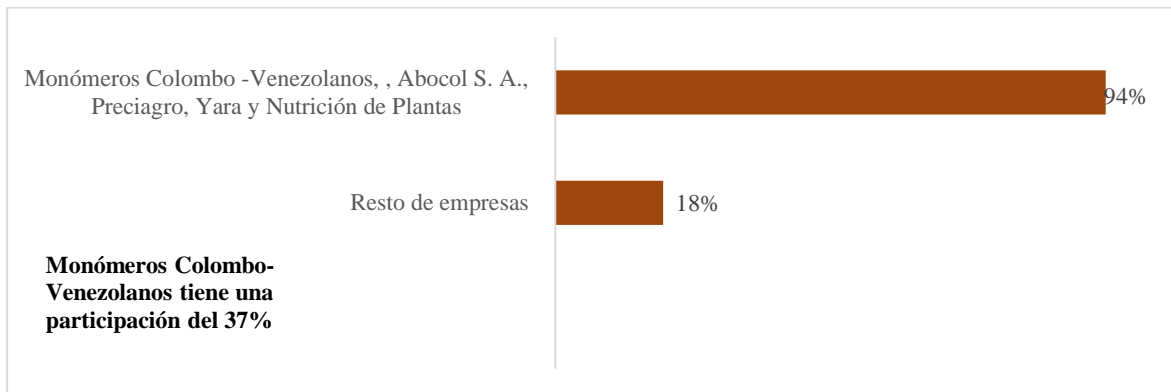 Monómeros Colombo -Venezolanos, , Abocol S. A.,
Preciagro, Yara y Nutrición de Plantas
94%
Resto de empresas
18%
Monómeros Colombo-
Venezolanos tiene una
participación del 37%